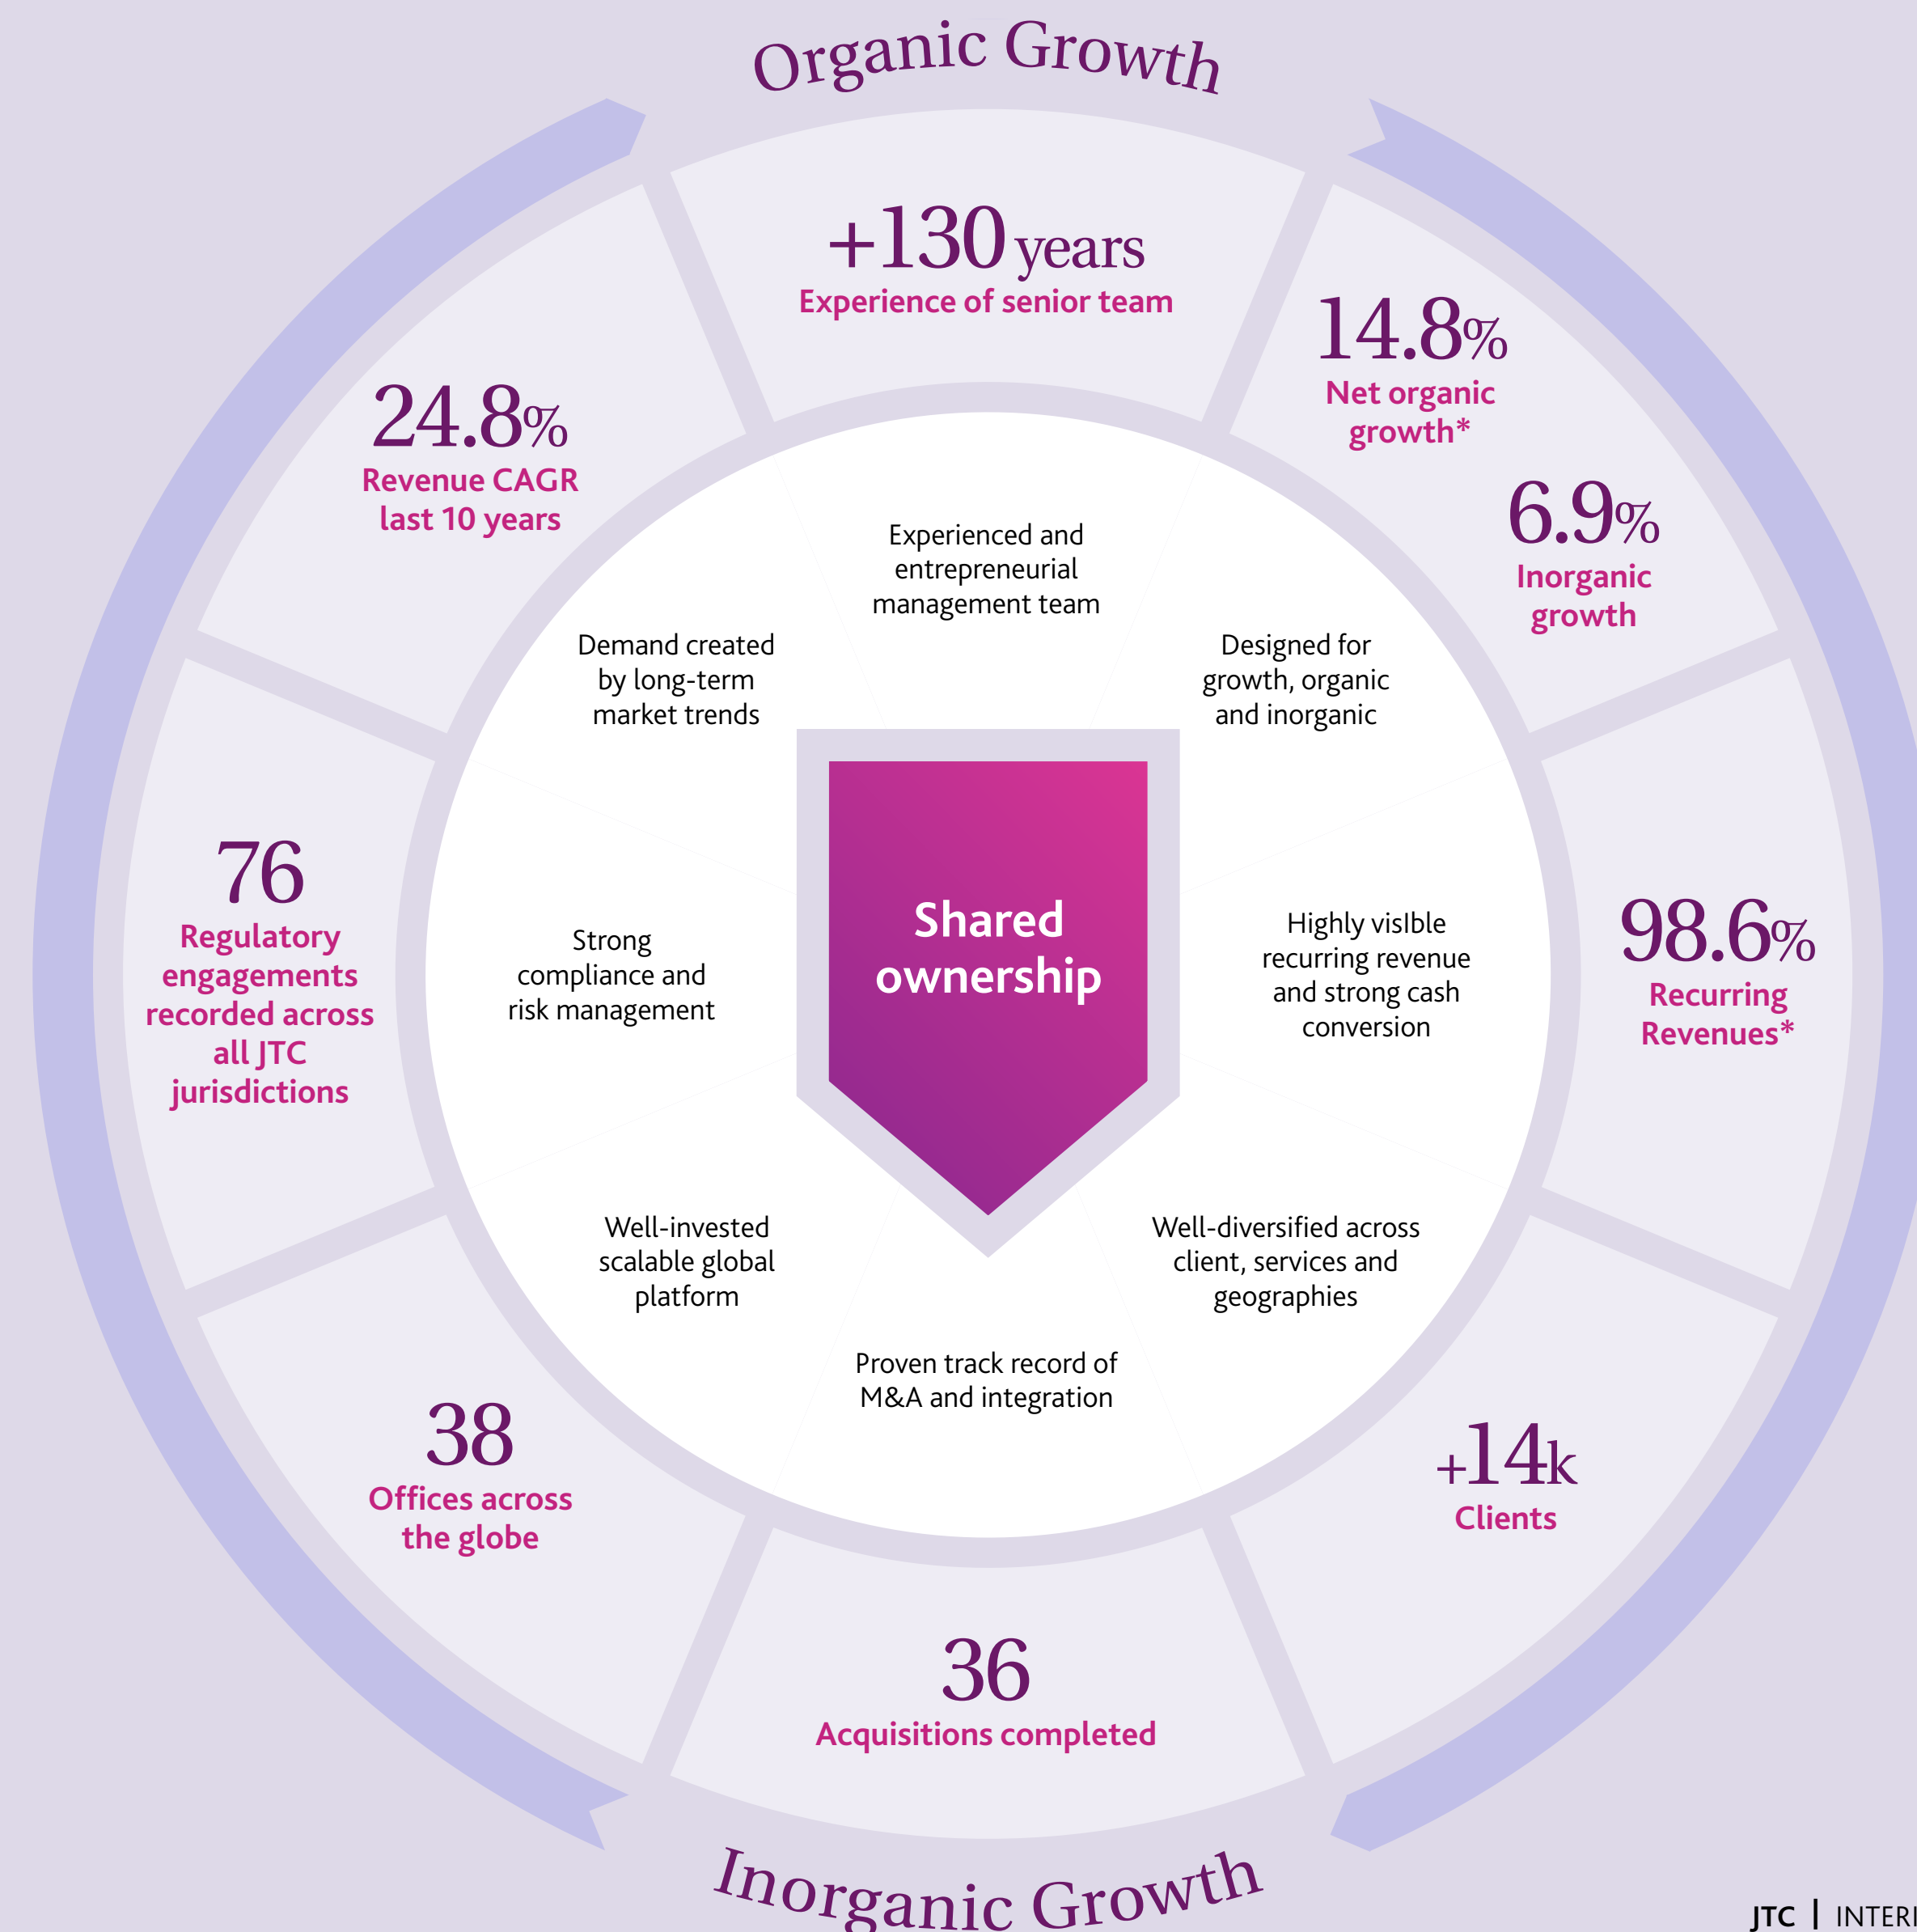 Organic Growth
+130 years
Experience of senior team
14.8%
Net organic
growth*
6.9%
Inorganic
growth
98.6%
Recurring
Revenues*
+14k
Clients
36
Acquisitions completed
38
Offices across
the globe
76
Regulatory
engagements
recorded across
all JTC
jurisdictions
24.8%
Revenue CAGR
last 10 years
Experienced and
entrepreneurial
management team
Designed for
growth, organic
and inorganic
Highly visIble
recurring revenue
and strong cash
conversion
Well-diversified across
client, services and
geographies
Proven track record of
M&A and integration
Well-invested
scalable global
platform
Strong
compliance and
risk management
Demand created
by long-term
market trends
Shared
ownership
Inorganic Growth
JTC | INTERI